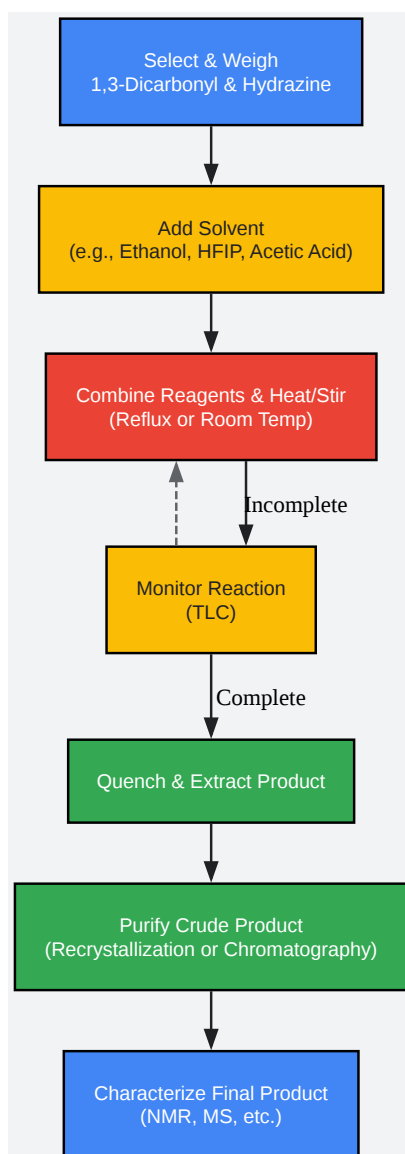 Select & Weigh
1,3-Dicarbonyl & Hydrazine
Add Solvent
(e.g., Ethanol, HFIP, Acetic Acid)
Combine Reagents & Heat/Stir
(Reflux or Room Temp)
Incomplete
Monitor Reaction
(TLC)
Complete
Quench & Extract Product
Purify Crude Product
(Recrystallization or Chromatography)
Characterize Final Product
(NMR, MS, etc.)